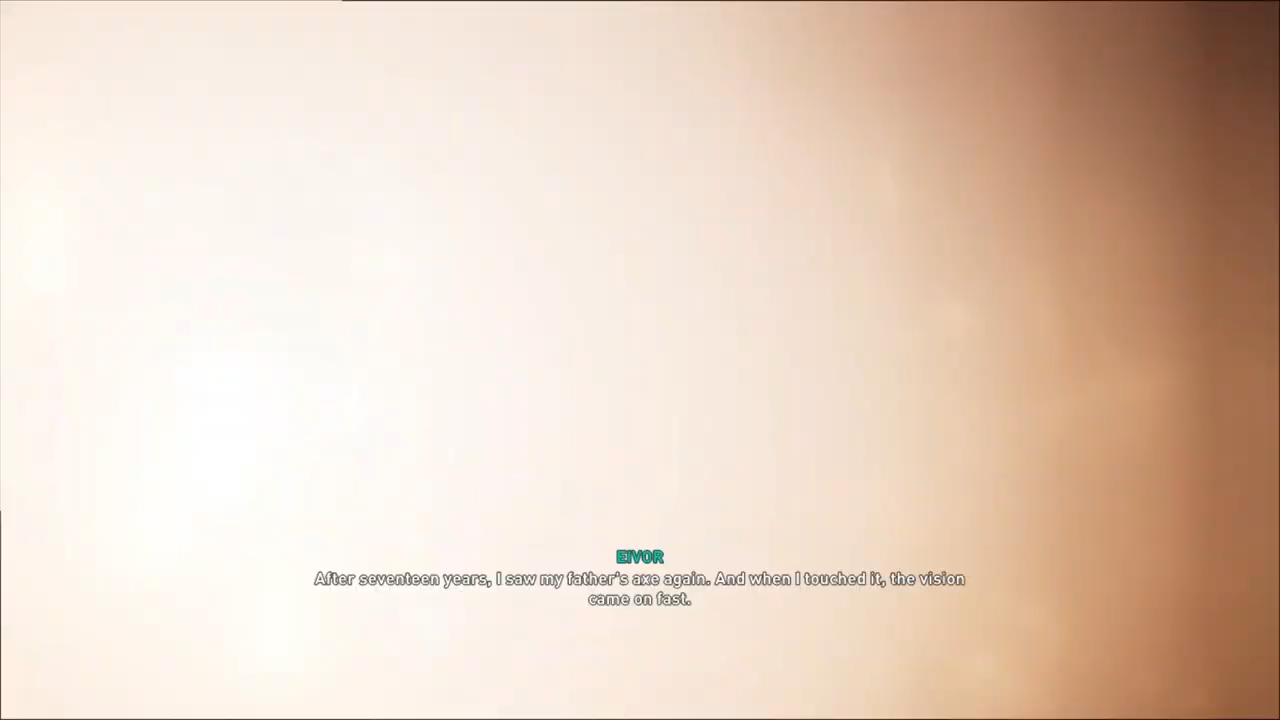 EIVOR
After seventeen years, I saw my father's axe again. And when I touched it, the vision
came on fast.